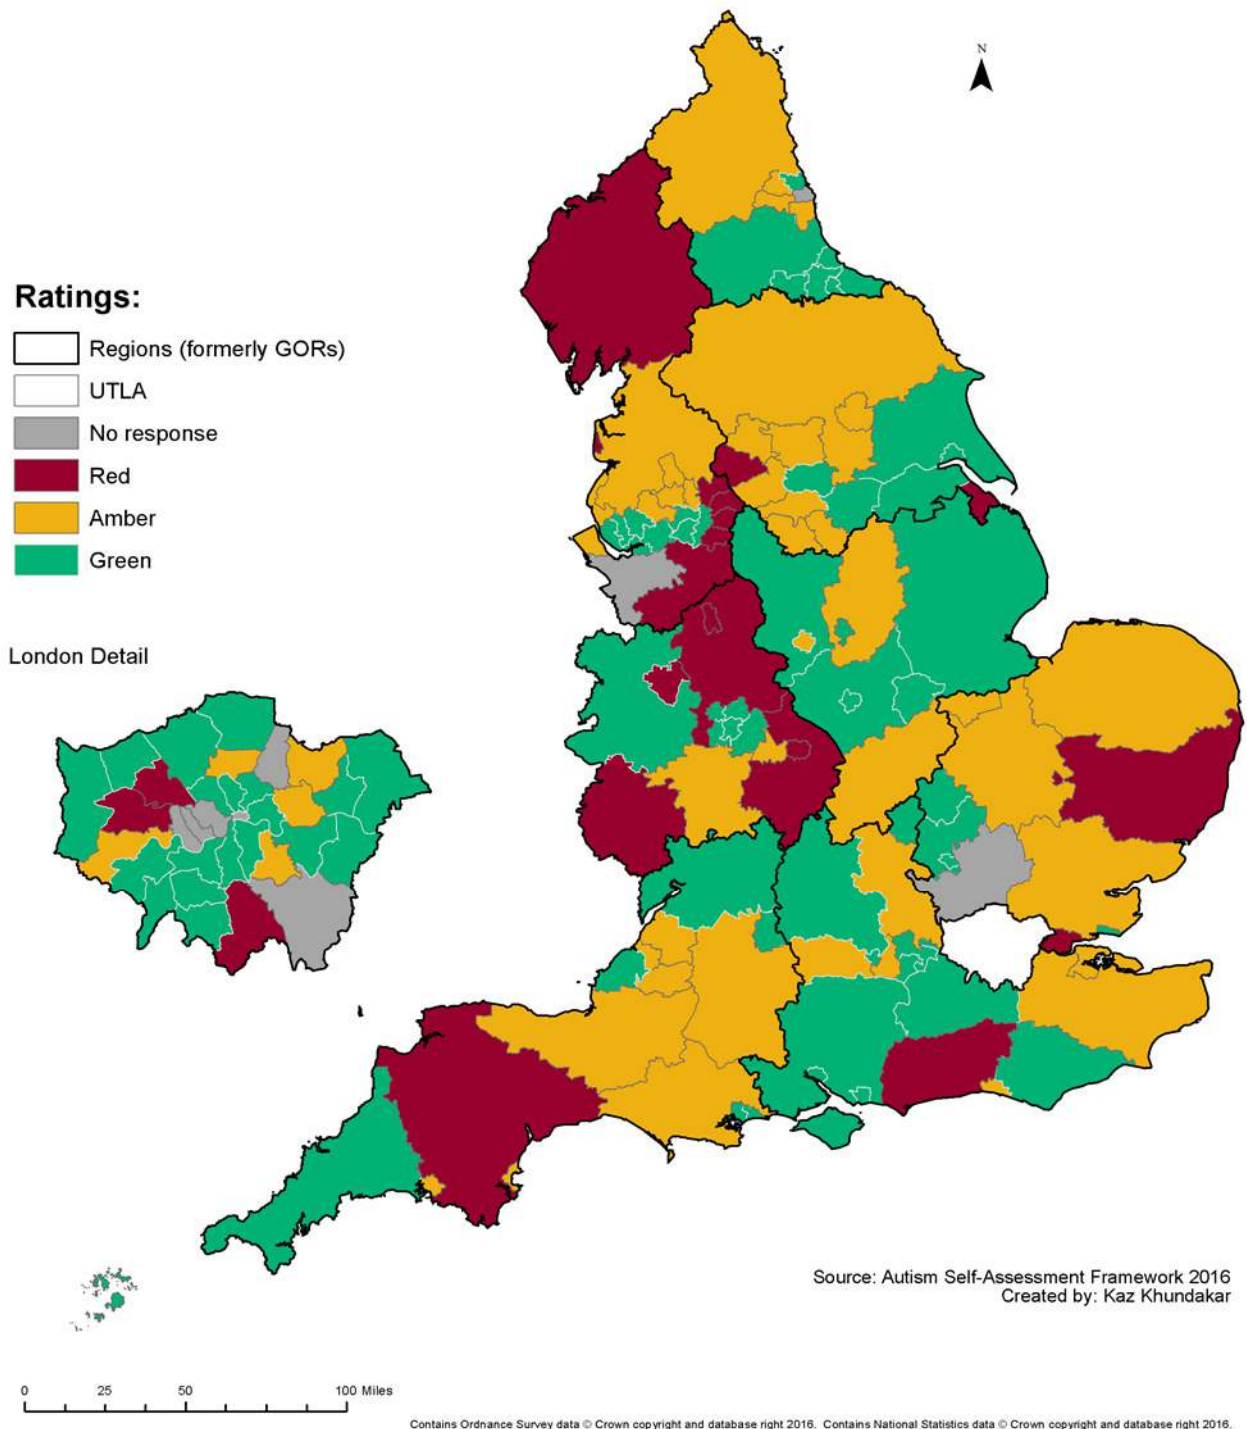 N
Ratings:
Regions (formerly GORs)
UTLA
No response
Red
Amber
Green
London Detail
Source: Autism Self-Assessment Framework 2016
Created by: Kaz Khundakar
0 25 50 100 Miles
Contains Ordnance Survey data © Crown copyright and database right 2016. Contains National Statistics data © Crown copyright and database right 2016.